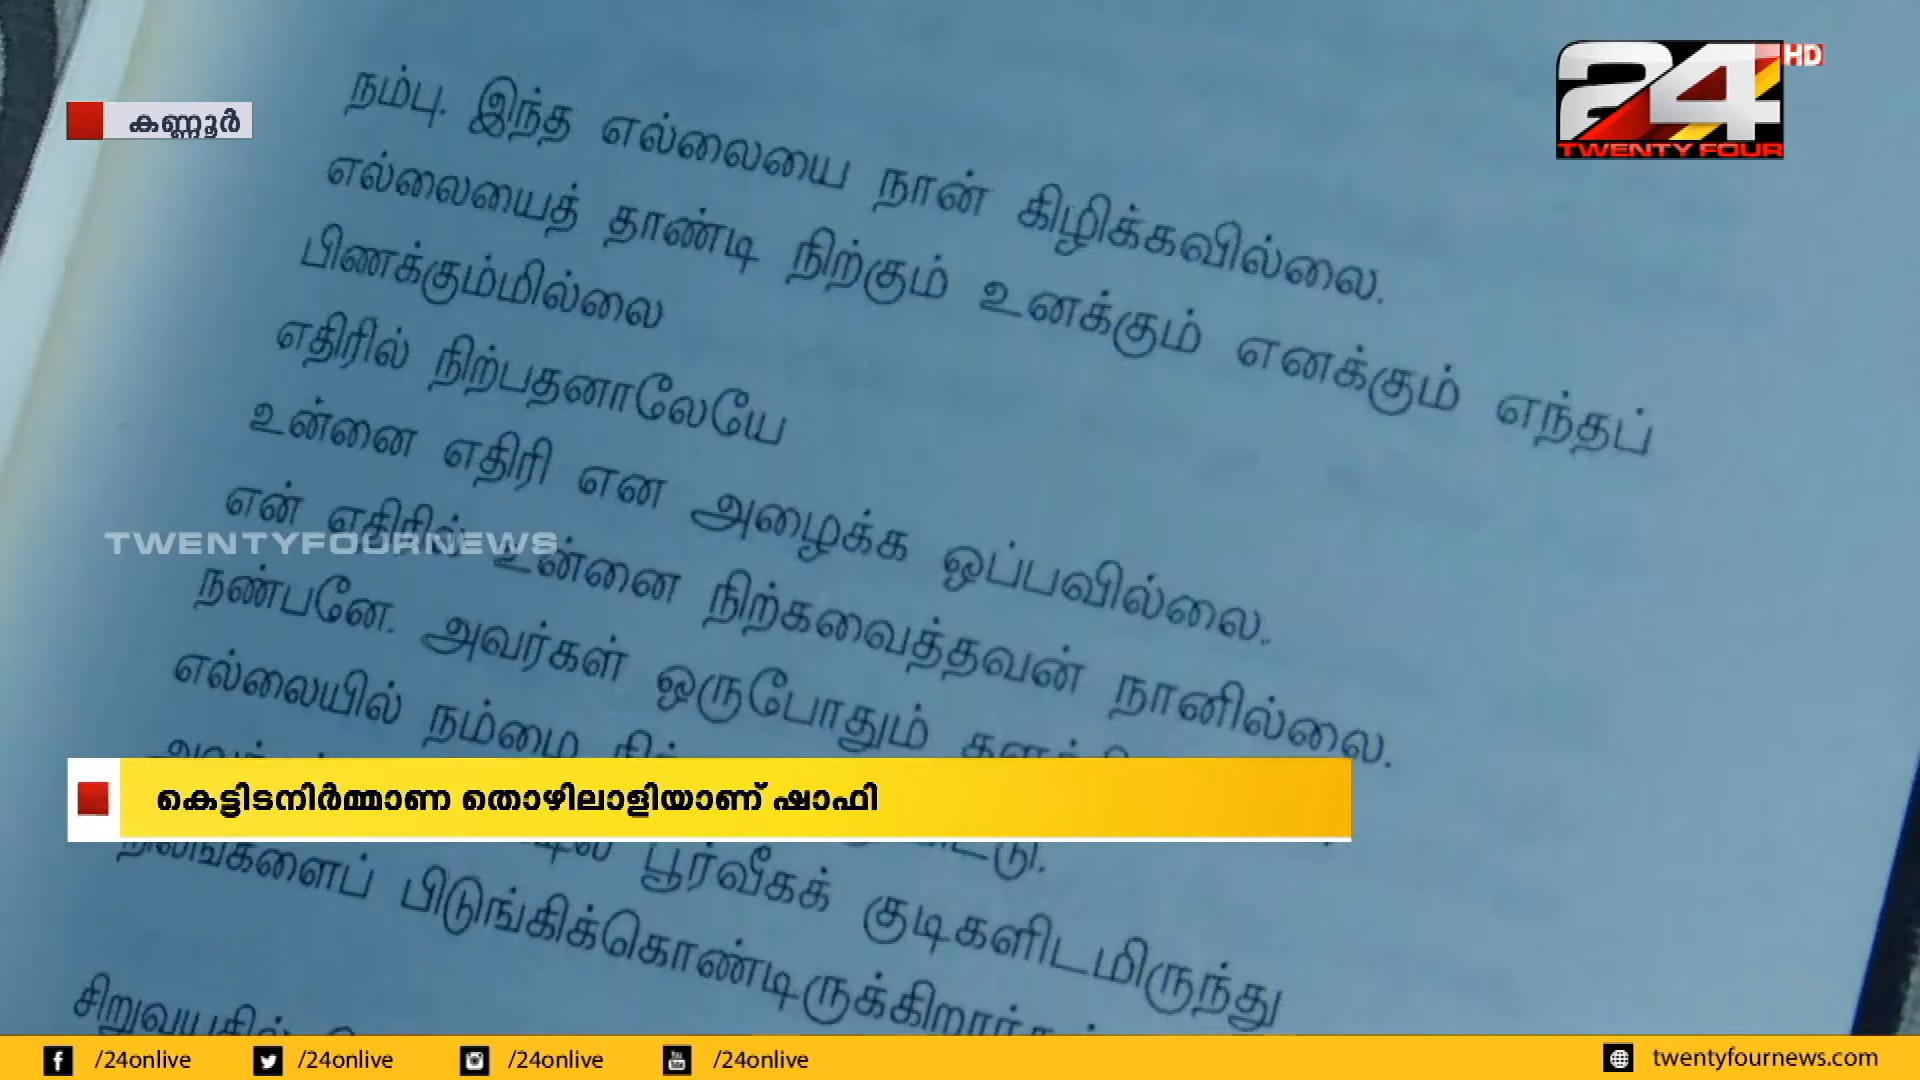 24 HD
TWENTY FOUR
കണ്ണൂർ
நம்பு. இந்த எல்லையை நான் கிழிக்கவில்லை.
எல்லையைத் தாண்டி நிற்கும் உனக்கும் எனக்கும் எந்தப்
பிணக்கும்மில்லை
எதிரில் நிற்பதனாலேயே
உன்னை எதிரி என அழைக்க ஒப்பவில்லை.
என் எதிரில் உன்னை நிற்கவைத்தவன் நானில்லை.
TWENTYFOURNEWS
நண்பனே. அவர்கள் ஒருபோதும்
எல்லையில் நம்மை
കെട്ടിടനിർമ്മാണ തൊഴിലാളിയാണ് ഷാഫി
பூர்வீகக் குடிகளிடமிருந்து
பிடுங்கிக்கொண்டிருக்கிறார்கள்
/24onlive /24onlive /24onlive /24onlive twentyfournews.com